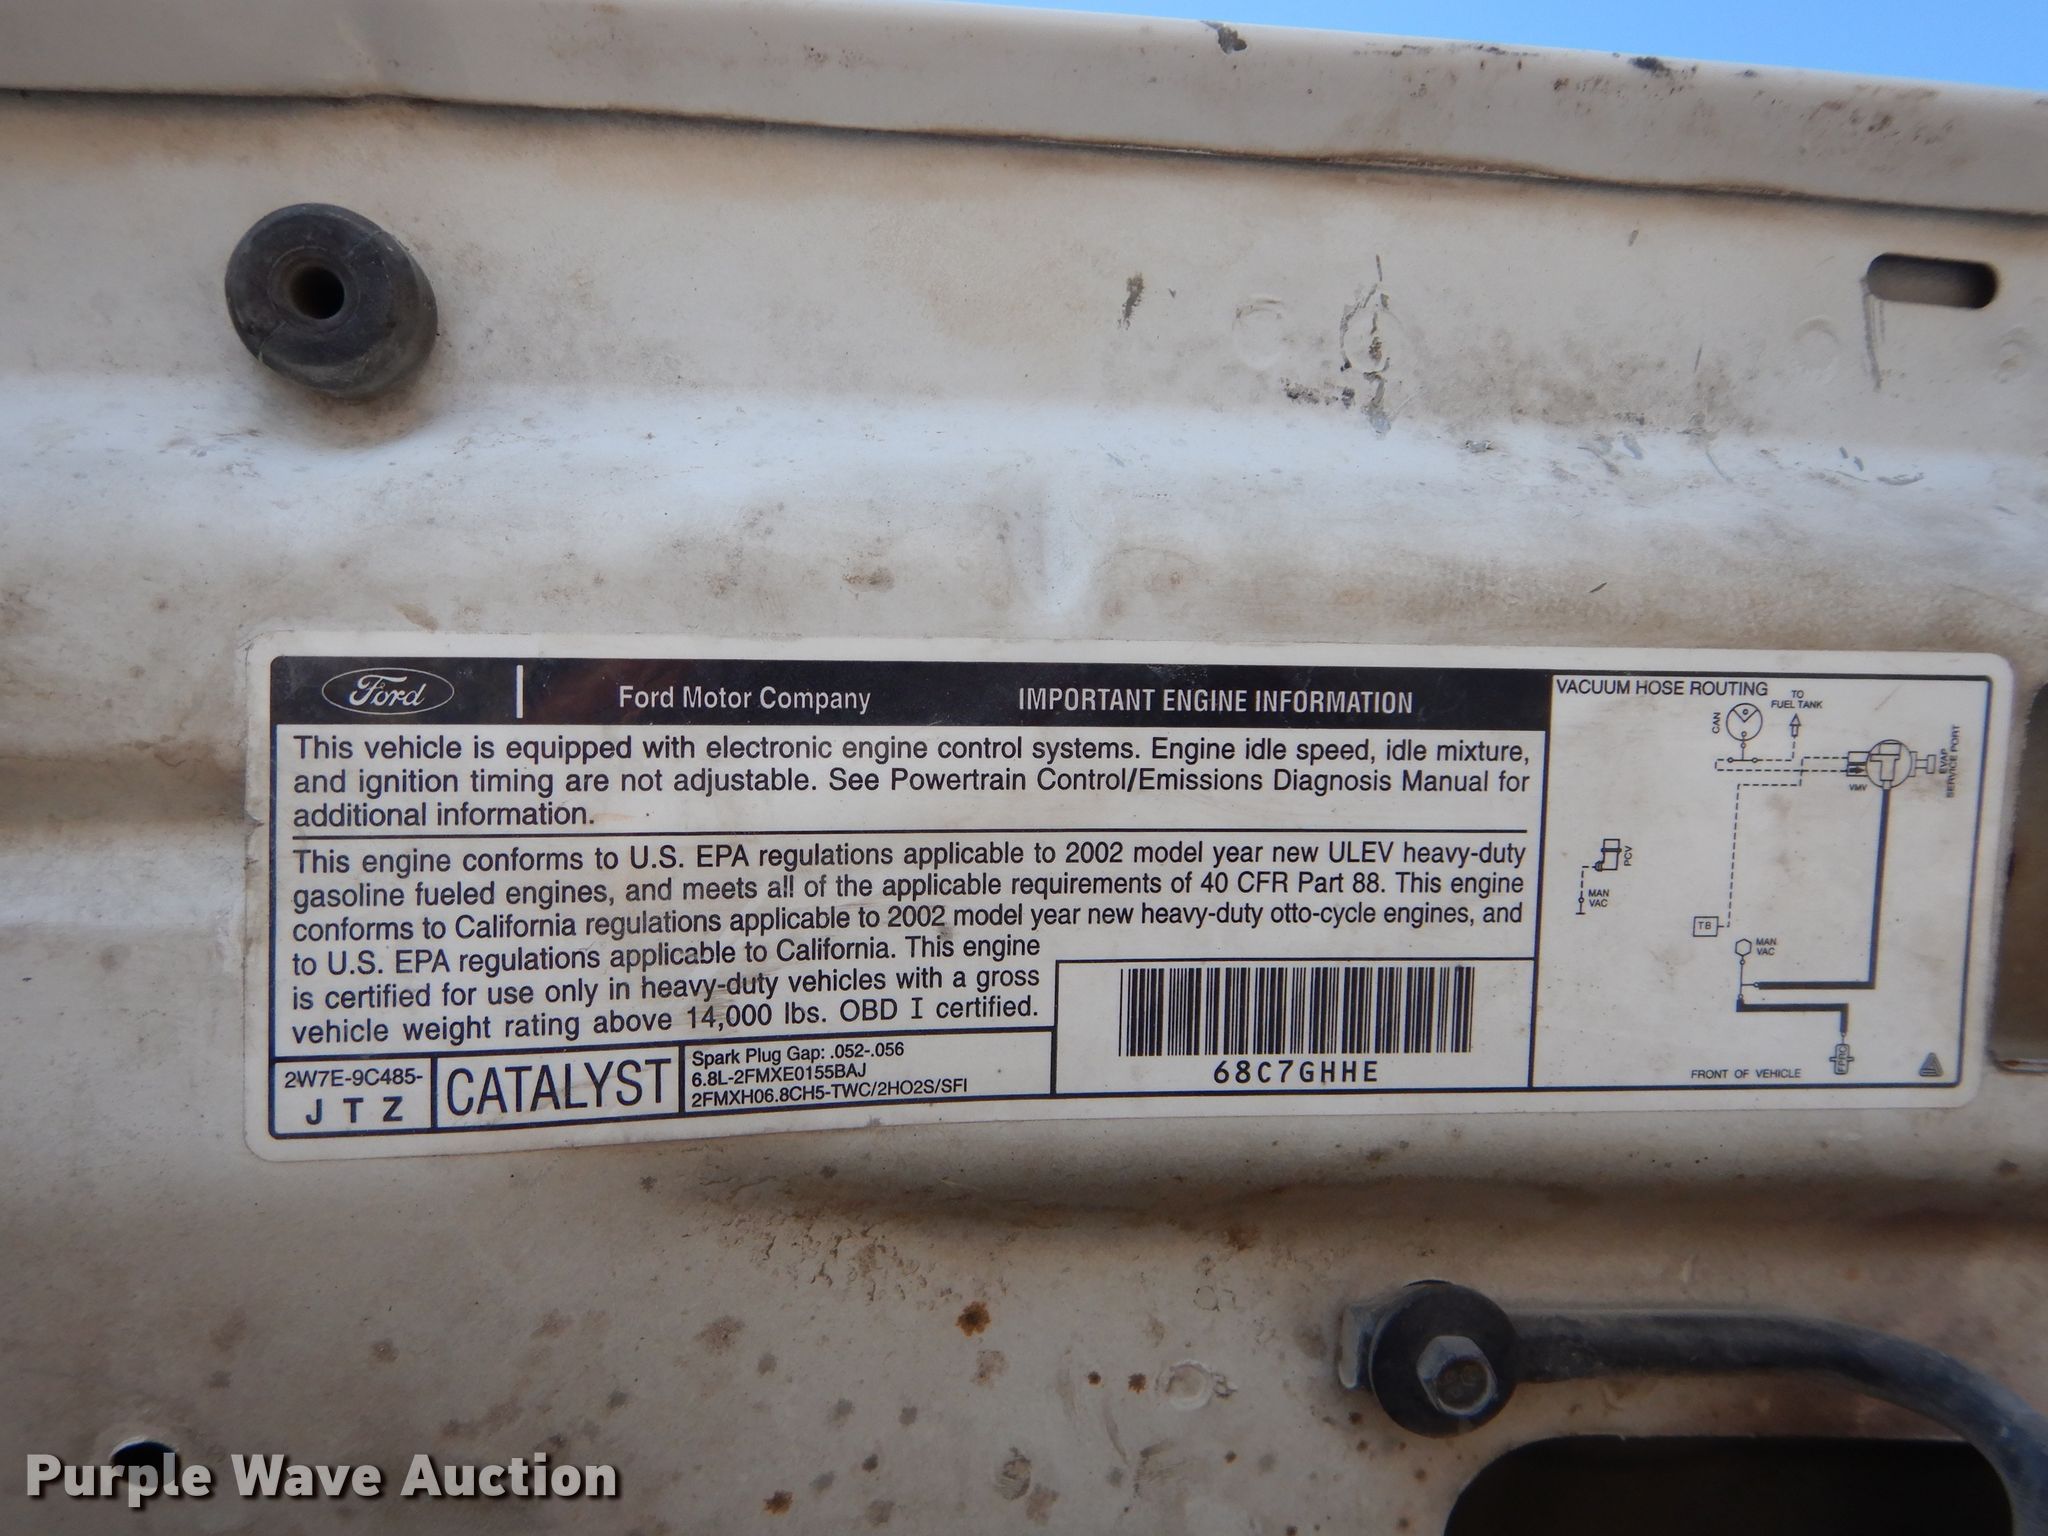 Ford
Ford Motor Company
IMPORTANT ENGINE INFORMATION
This vehicle is equipped with electronic engine control systems. Engine idle speed, idle mixture,
and ignition timing are not adjustable. See Powertrain Control/Emissions Diagnosis Manual for
additional information.
This engine conforms to U.S. EPA regulations applicable to 2002 model year new ULEV heavy-duty
gasoline fueled engines, and meets all of the applicable requirements of 40 CFR Part 88. This engine
conforms to California regulations applicable to 2002 model year new heavy-duty otto-cycle engines, and
to U.S. EPA regulations applicable to California. This engine
is certified for use only in heavy-duty vehicles with a gross
vehicle weight rating above 14,000 lbs. OBD I certified.
2W7E-9C485-
J T Z
CATALYST
Spark Plug Gap: .052-.056
6.8L-2FMXE0155BAJ
2FMXH06.8CH5-TWC/2HO2S/SFI
68C7GHHE
VACUUM HOSE ROUTING
TO
FUEL TANK
CAN
EVAP
SERVICE PORT
VMV
PCV
MAN
VAC
TB
MAN
VAC
FPRC
FRONT OF VEHICLE
Purple Wave Auction